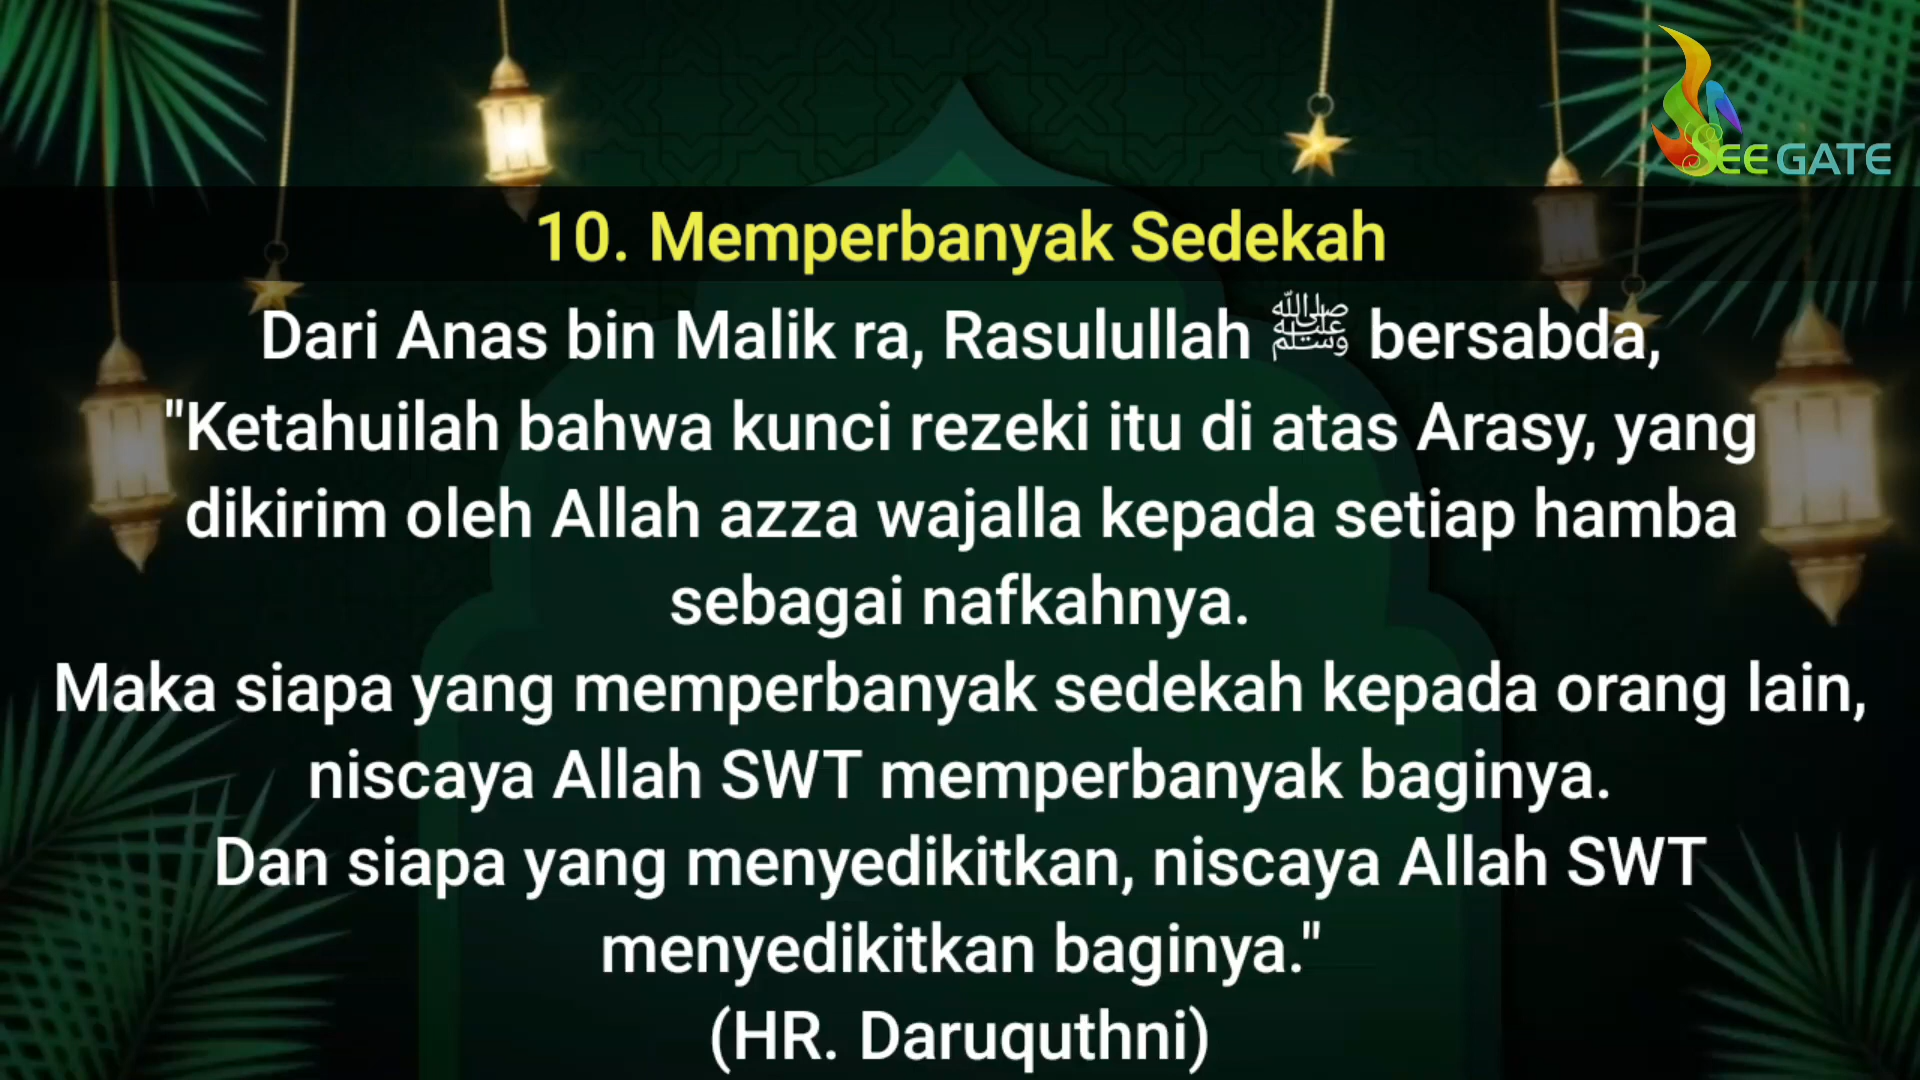 SEE GATE
10. Memperbanyak Sedekah
Dari Anas bin Malik ra, Rasulullah ﷺ bersabda,
"Ketahuilah bahwa kunci rezeki itu di atas Arasy, yang
dikirim oleh Allah azza wajalla kepada setiap hamba
sebagai nafkahnya.
Maka siapa yang memperbanyak sedekah kepada orang lain,
niscaya Allah SWT memperbanyak baginya.
Dan siapa yang menyedikitkan, niscaya Allah SWT
menyedikitkan baginya."
(HR. Daruquthni)